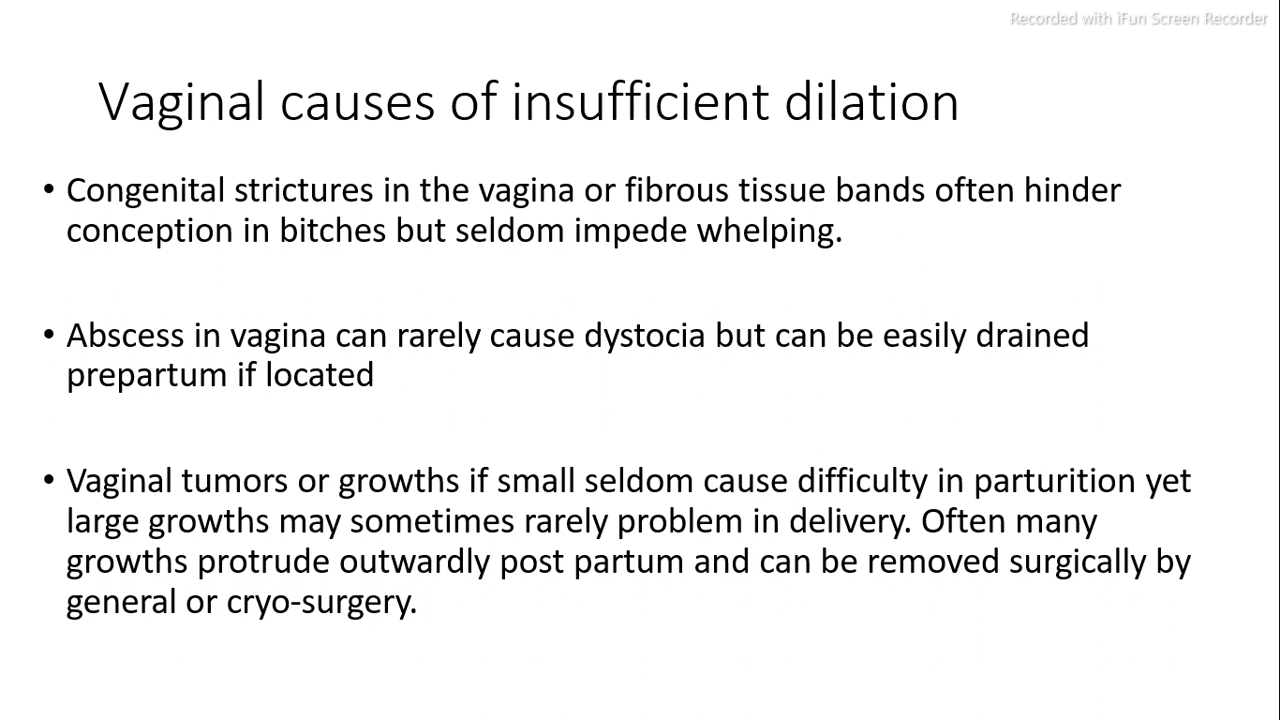 Recorded with iFun Screen Recorder
Vaginal causes of insufficient dilation
• Congenital strictures in the vagina or fibrous tissue bands often hinder
conception in bitches but seldom impede whelping.
• Abscess in vagina can rarely cause dystocia but can be easily drained
prepartum if located
• Vaginal tumors or growths if small seldom cause difficulty in parturition yet
large growths may sometimes rarely problem in delivery. Often many
growths protrude outwardly post partum and can be removed surgically by
general or cryo-surgery.